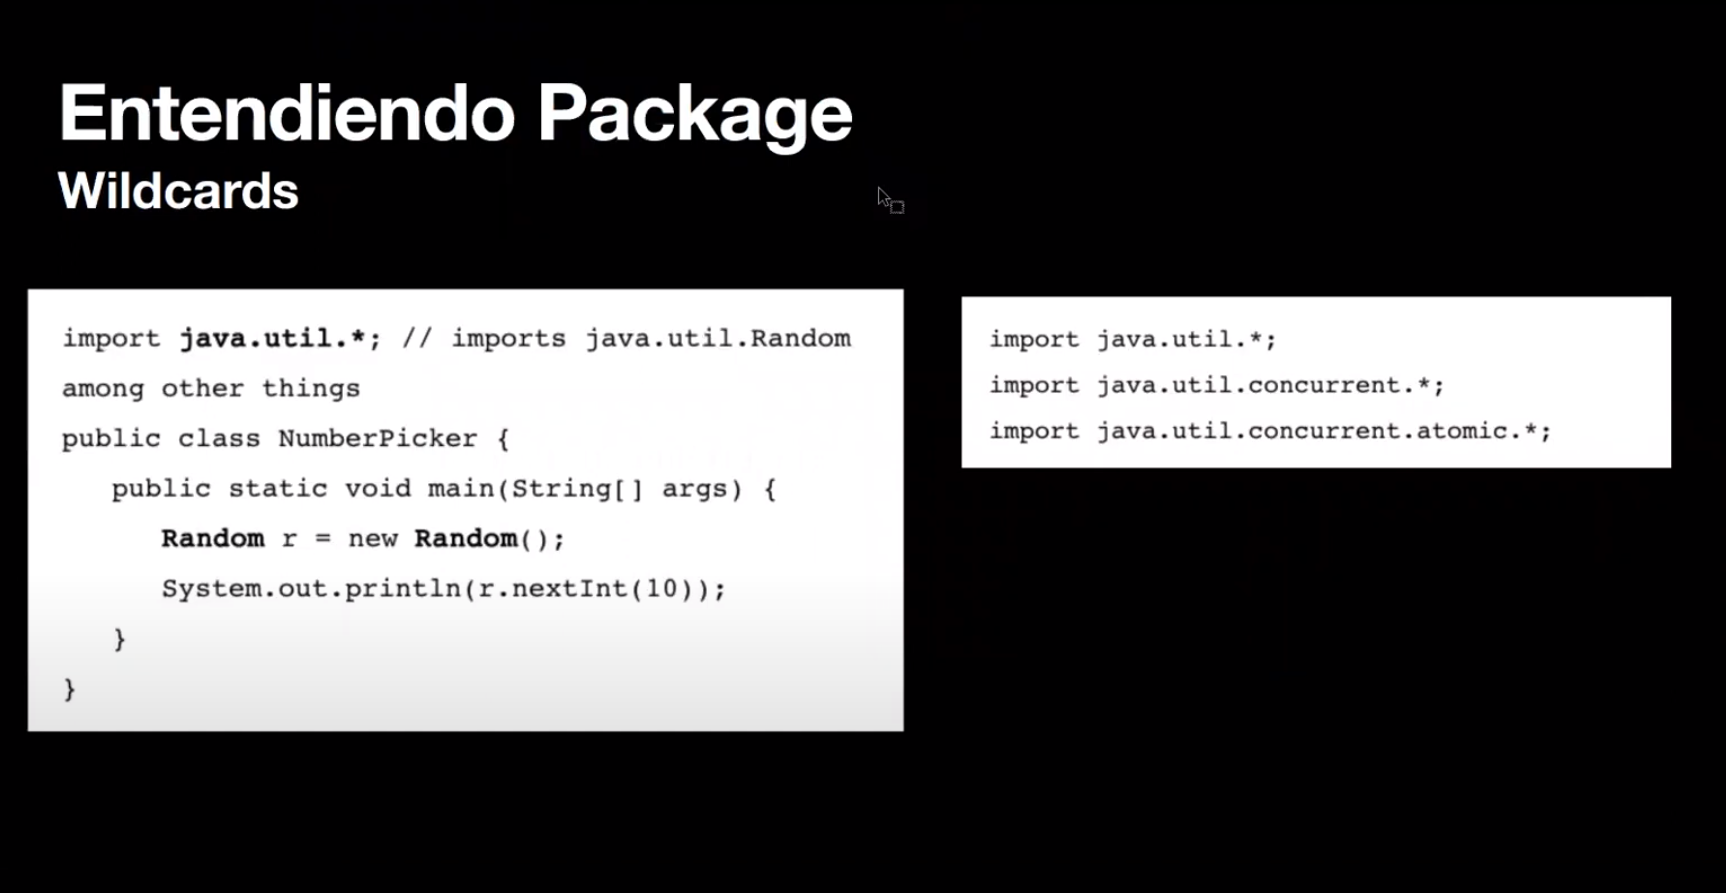 Entendiendo Package
Wildcards
import java.util.*; // imports java.util.Random
among other things
public class NumberPicker {
public static void main(String[] args) {
Random r = new Random();
System.out.println(r.nextInt(10));
}
}
import java.util.*;
import java.util.concurrent.*;
import java.util.concurrent.atomic.*;